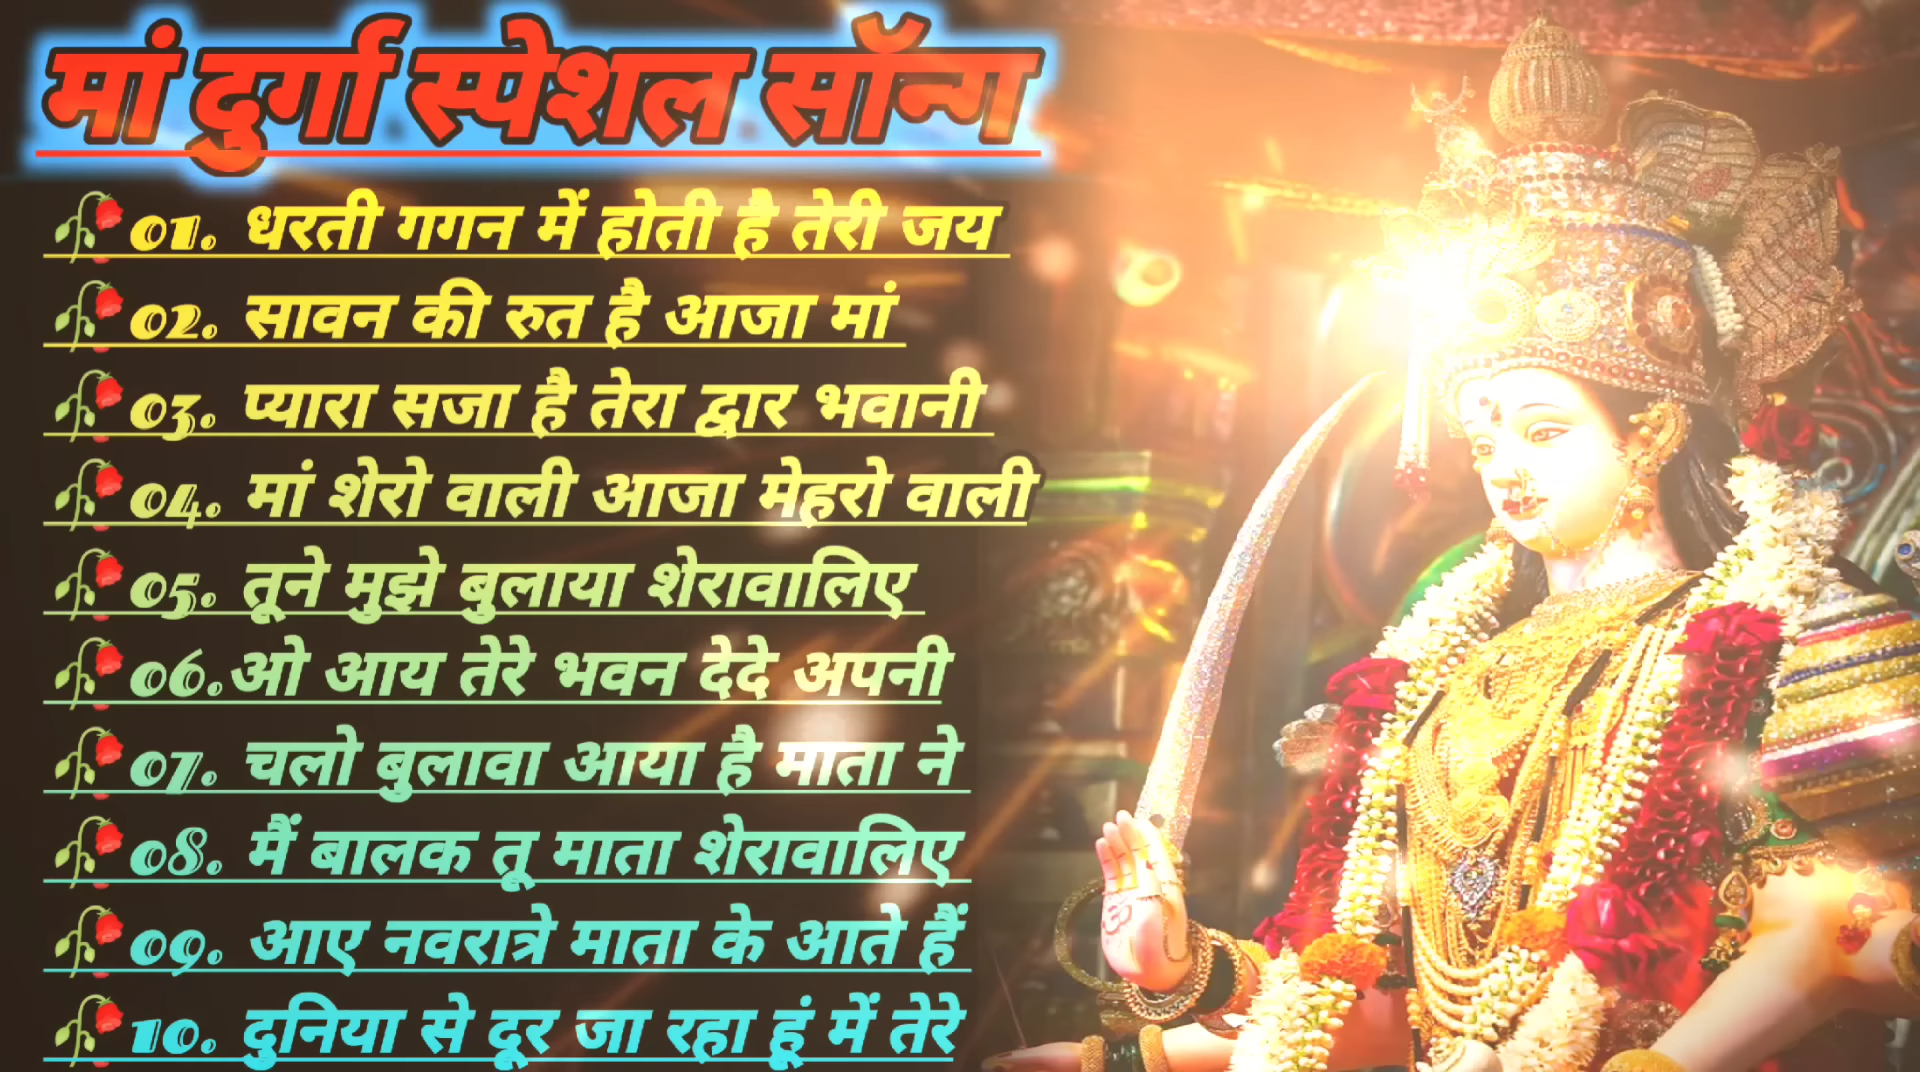 मां दुर्गा स्पेशल सॉन्ग
01. धरती गगन में होती है तेरी जय
02. सावन की रुत है आजा मां
03. प्यारा सजा है तेरा द्वार भवानी
04. मां शेरो वाली आजा मेहरो वाली
05. तूने मुझे बुलाया शेरावालिए
06.ओ आय तेरे भवन देदे अपनी
07. चलो बुलावा आया है माता ने
08. मैं बालक तू माता शेरावालिए
09. आए नवरात्रे माता के आते हैं
10. दुनिया से दूर जा रहा हूं में तेरे